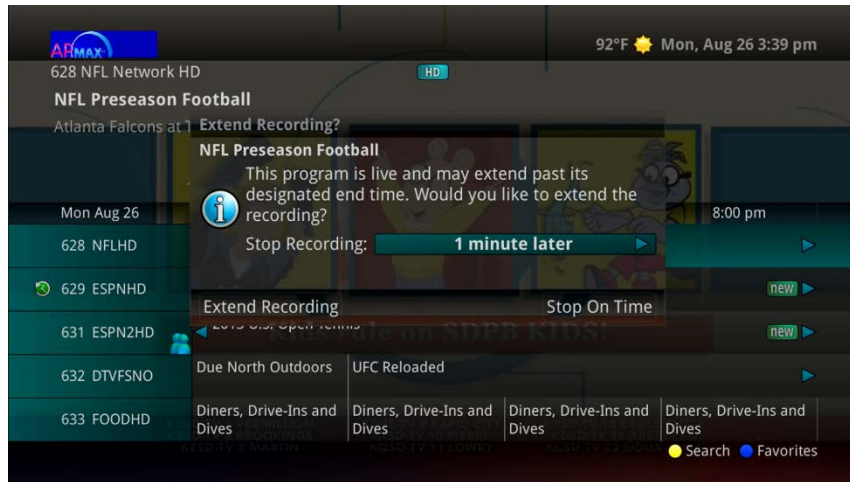 APMAX
92°F Mon, Aug 26 3:39 pm
628 NFL Network HD
HD
NFL Preseason Football
Atlanta Falcons at
Extend Recording?
NFL Preseason Football
This program is live and may extend past its
designated end time. Would you like to extend the
recording?
Stop Recording: 1 minute later
Extend Recording Stop On Time
Mon Aug 26 8:00 pm
628 NFLHD
629 ESPNHD new
631 ESPN2HD 2013 U.S. Open Tennis new
on SDPB KIDS!
632 DTVFSNO Due North Outdoors UFC Reloaded
633 FOODHD Diners, Drive-Ins and Dives Diners, Drive-Ins and Dives Diners, Drive-Ins and Dives Diners, Drive-Ins and Dives
Search Favorites